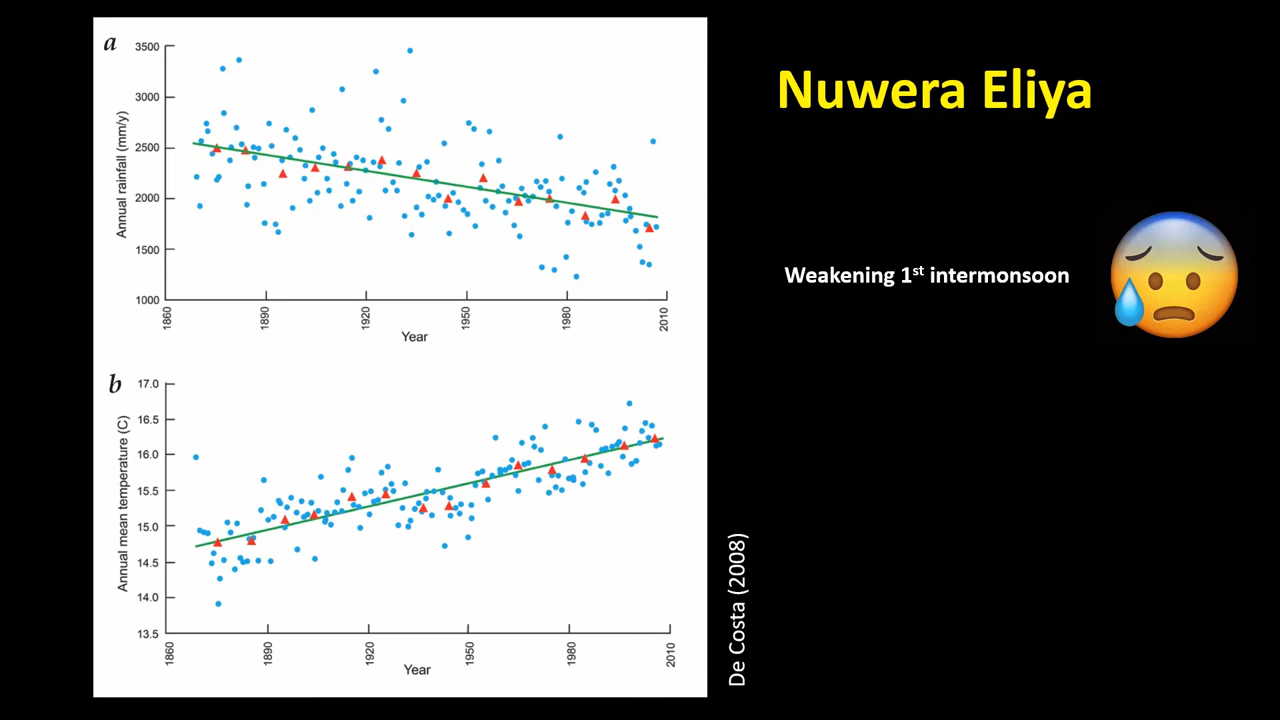 a
3500
3000
2500
2000
1500
1000
Annual rainfall (mm/y)
1860
1890
1920
1950
1980
2010
Year
b
17.0
16.5
16.0
15.5
15.0
14.5
14.0
13.5
Annual mean temperature (C)
1860
1890
1920
1950
1980
2010
Year
De Costa (2008)
Nuwera Eliya
Weakening 1st intermonsoon